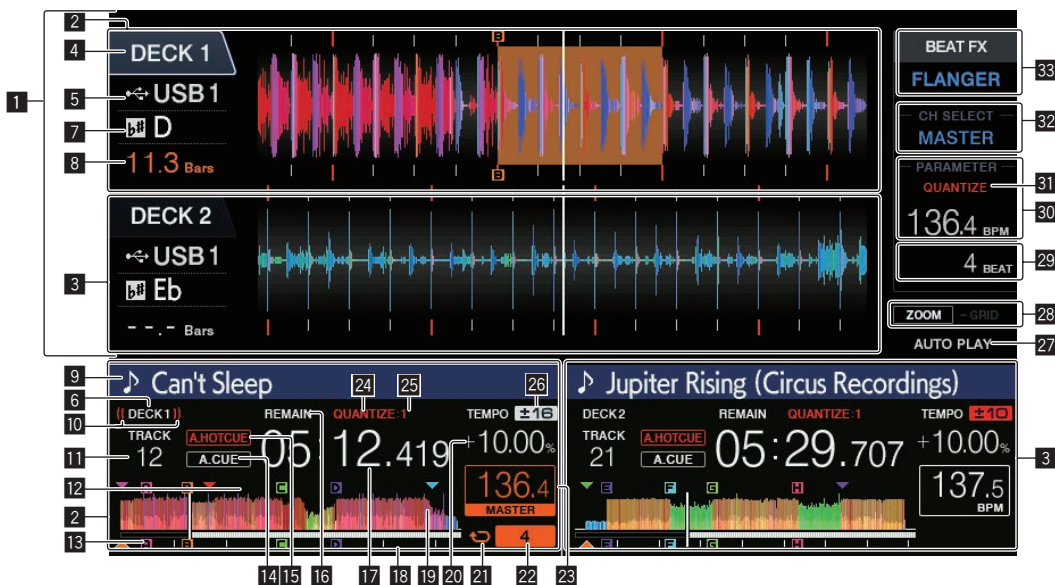 2
DECK 1
B
BEAT FX
FLANGER
33
4
1
5
USB 1
CH SELECT
MASTER
32
7
b# D
8
11.3 Bars
B
PARAMETER
QUANTIZE
31
136.4 BPM
30
DECK 2
4 BEAT
29
USB 1
3
b# Eb
ZOOM -GRID
28
--.- Bars
AUTO PLAY
27
9
♪ Can't Sleep
24 25 26
♪ Jupiter Rising (Circus Recordings)
6
10
((DECK1)) REMAIN QUANTIZE:1 TEMPO ±16
DECK2 REMAIN QUANTIZE:1 TEMPO ±10
11
TRACK
12
A.HOTCUE
A.CUE
05:12.419
20
+10.00%
TRACK
21
A.HOTCUE
A.CUE
05:29.707
+10.00%
3
12
B C D
136.4
MASTER
E F G H
137.5
BPM
2
13
B C D
4
E F G H
14 15 16 17 18 19 20 21 22 23